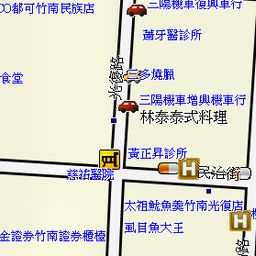 CO都可竹南民族店
三陽機車復興機車行
蕭牙醫診所
光復路
多燒臘
食堂
三陽機車增興機車行
林泰泰式料理
黃正昇診所
慈祐醫院
民治街
太祖魷魚羹竹南光復店
虱目魚大王
金證券竹南證券櫃檯
路